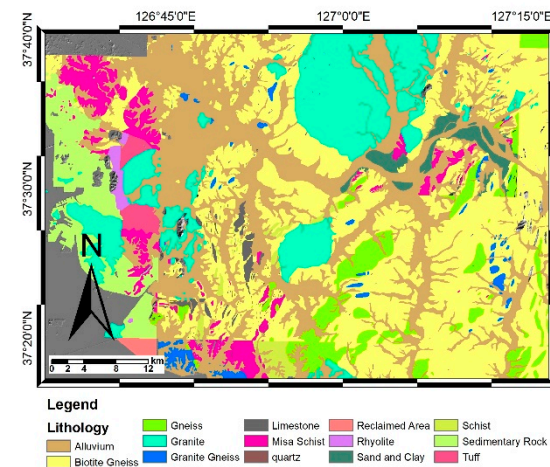 126°45'0"E 127°0'0"E 127°15'0"E
37°40'0"N
37°30'0"N
37°20'0"N
N
0 2 4 8 12
km
Legend
Lithology
Alluvium
Biotite Gneiss
Gneiss
Granite
Granite Gneiss
Limestone
Misa Schist
quartz
Reclaimed Area
Rhyolite
Sand and Clay
Schist
Sedimentary Rock
Tuff